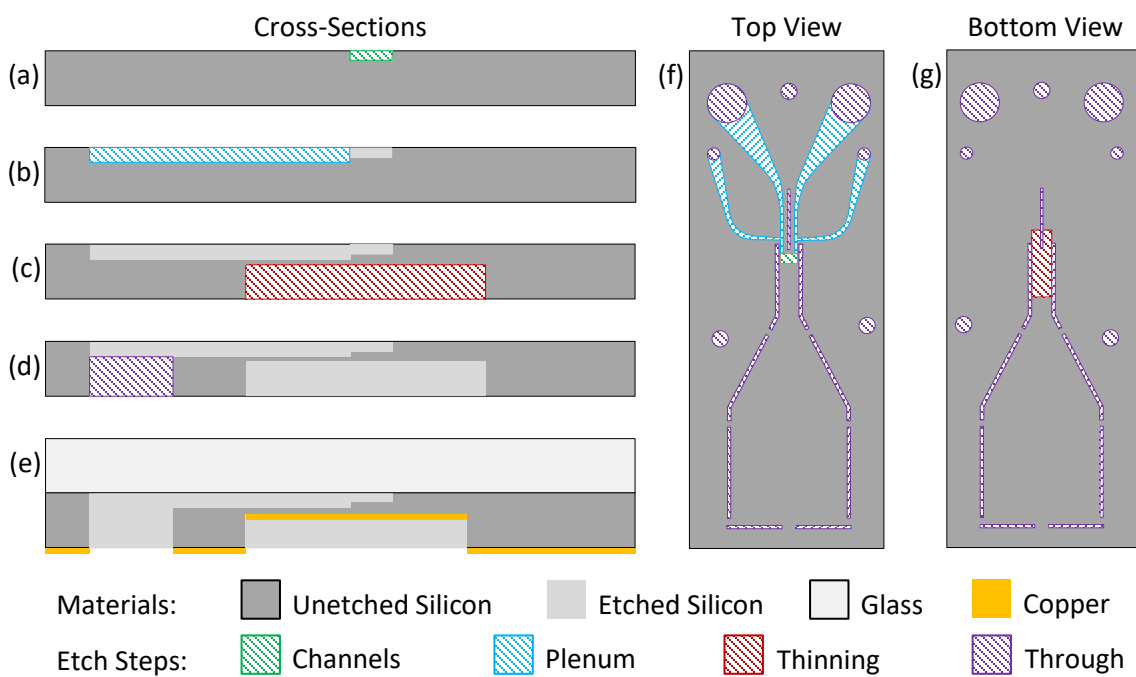 Cross-Sections
Top View
Bottom View
(a)
(b)
(c)
(d)
(e)
(f)
(g)
Materials: Unetched Silicon Etched Silicon Glass Copper
Etch Steps: Channels Plenum Thinning Through